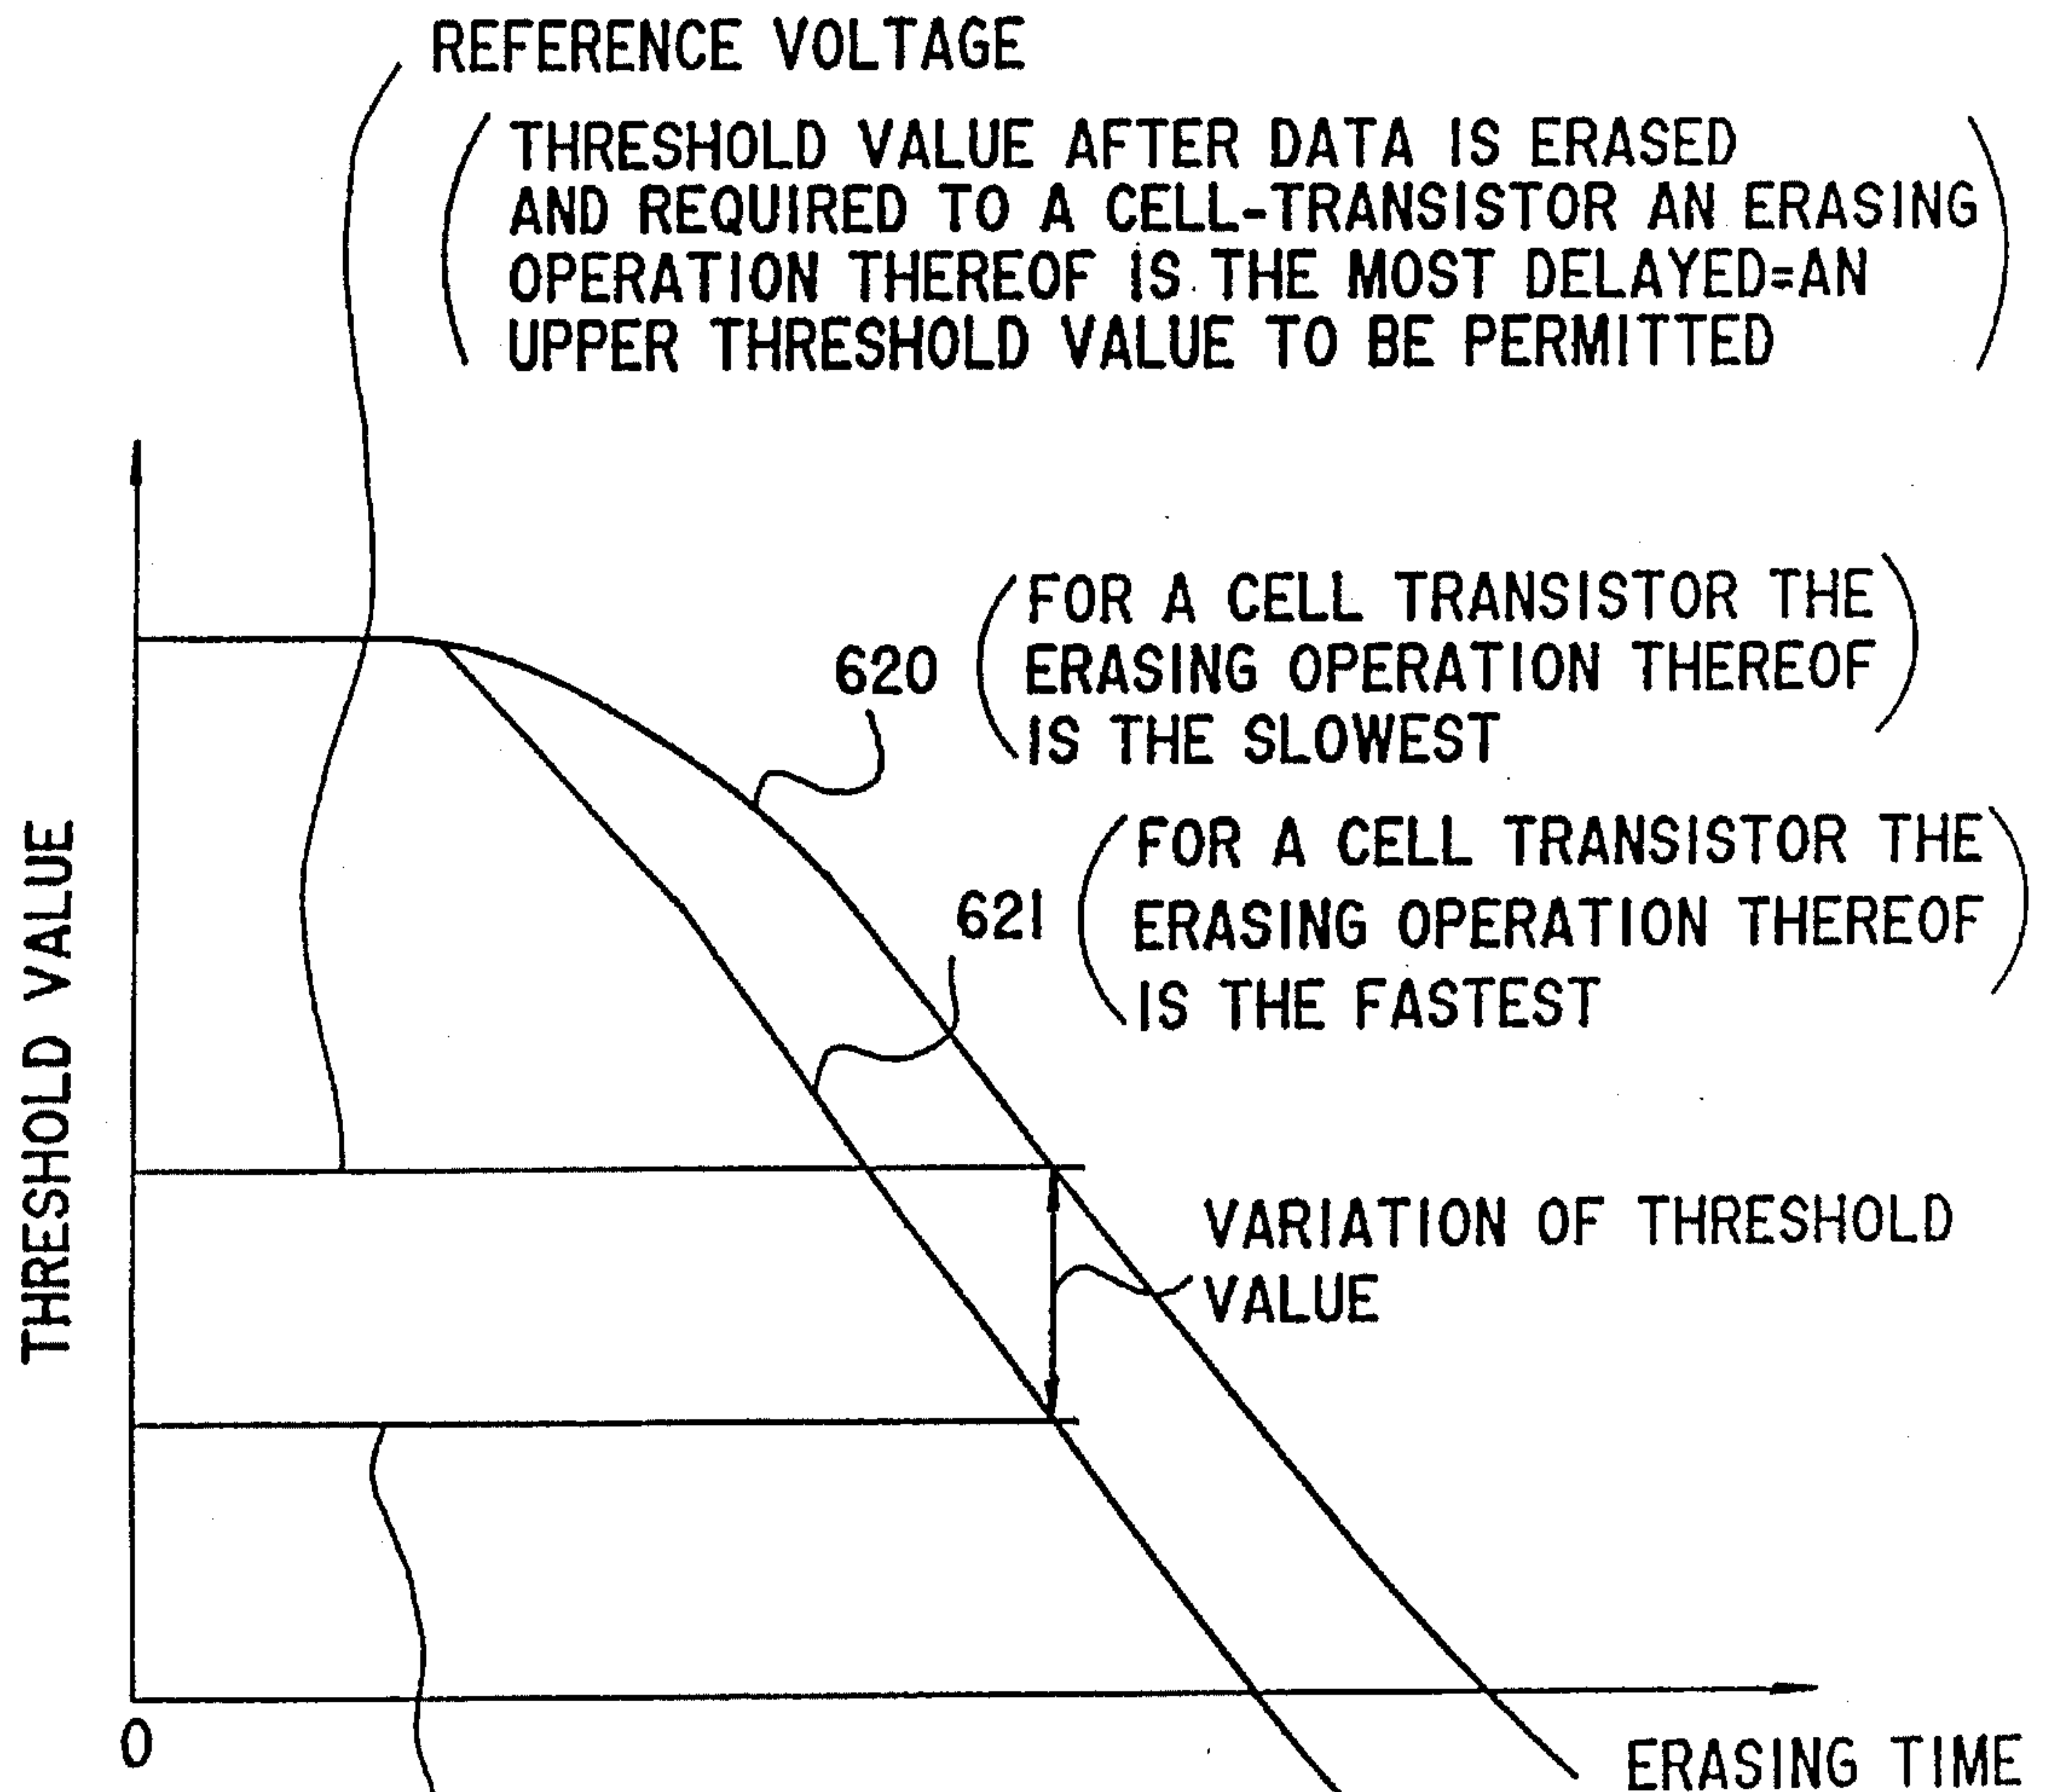 REFERENCE VOLTAGE
THRESHOLD VALUE AFTER DATA IS ERASED
AND REQUIRED TO A CELL-TRANSISTOR AN ERASING
OPERATION THEREOF IS THE MOST DELAYED=AN
UPPER THRESHOLD VALUE TO BE PERMITTED
620
FOR A CELL TRANSISTOR THE
ERASING OPERATION THEREOF
IS THE SLOWEST
621
FOR A CELL TRANSISTOR THE
ERASING OPERATION THEREOF
IS THE FASTEST
THRESHOLD VALUE
VARIATION OF THRESHOLD
VALUE
0
ERASING TIME